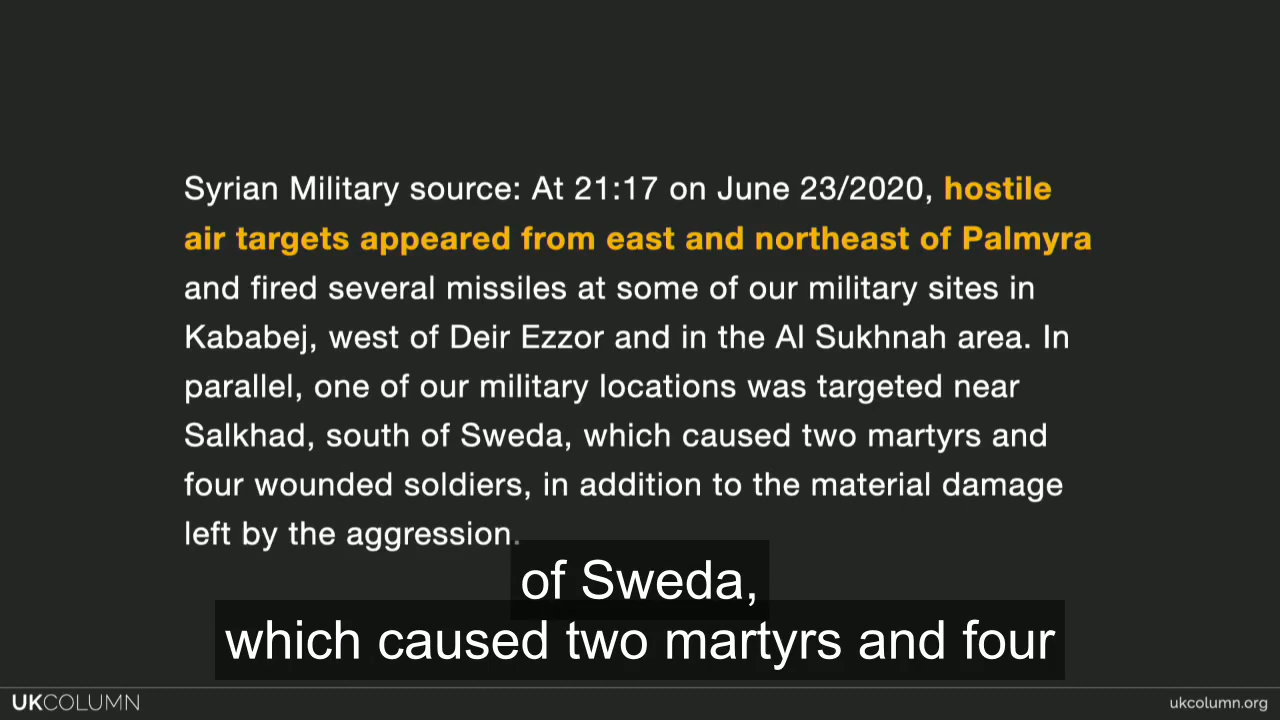 Syrian Military source: At 21:17 on June 23/2020, hostile
air targets appeared from east and northeast of Palmyra
and fired several missiles at some of our military sites in
Kababej, west of Deir Ezzor and in the Al Sukhnah area. In
parallel, one of our military locations was targeted near
Salkhad, south of Sweda, which caused two martyrs and
four wounded soldiers, in addition to the material damage
left by the aggression.
of Sweda,
which caused two martyrs and four
UKCOLUMN
ukcolumn.org